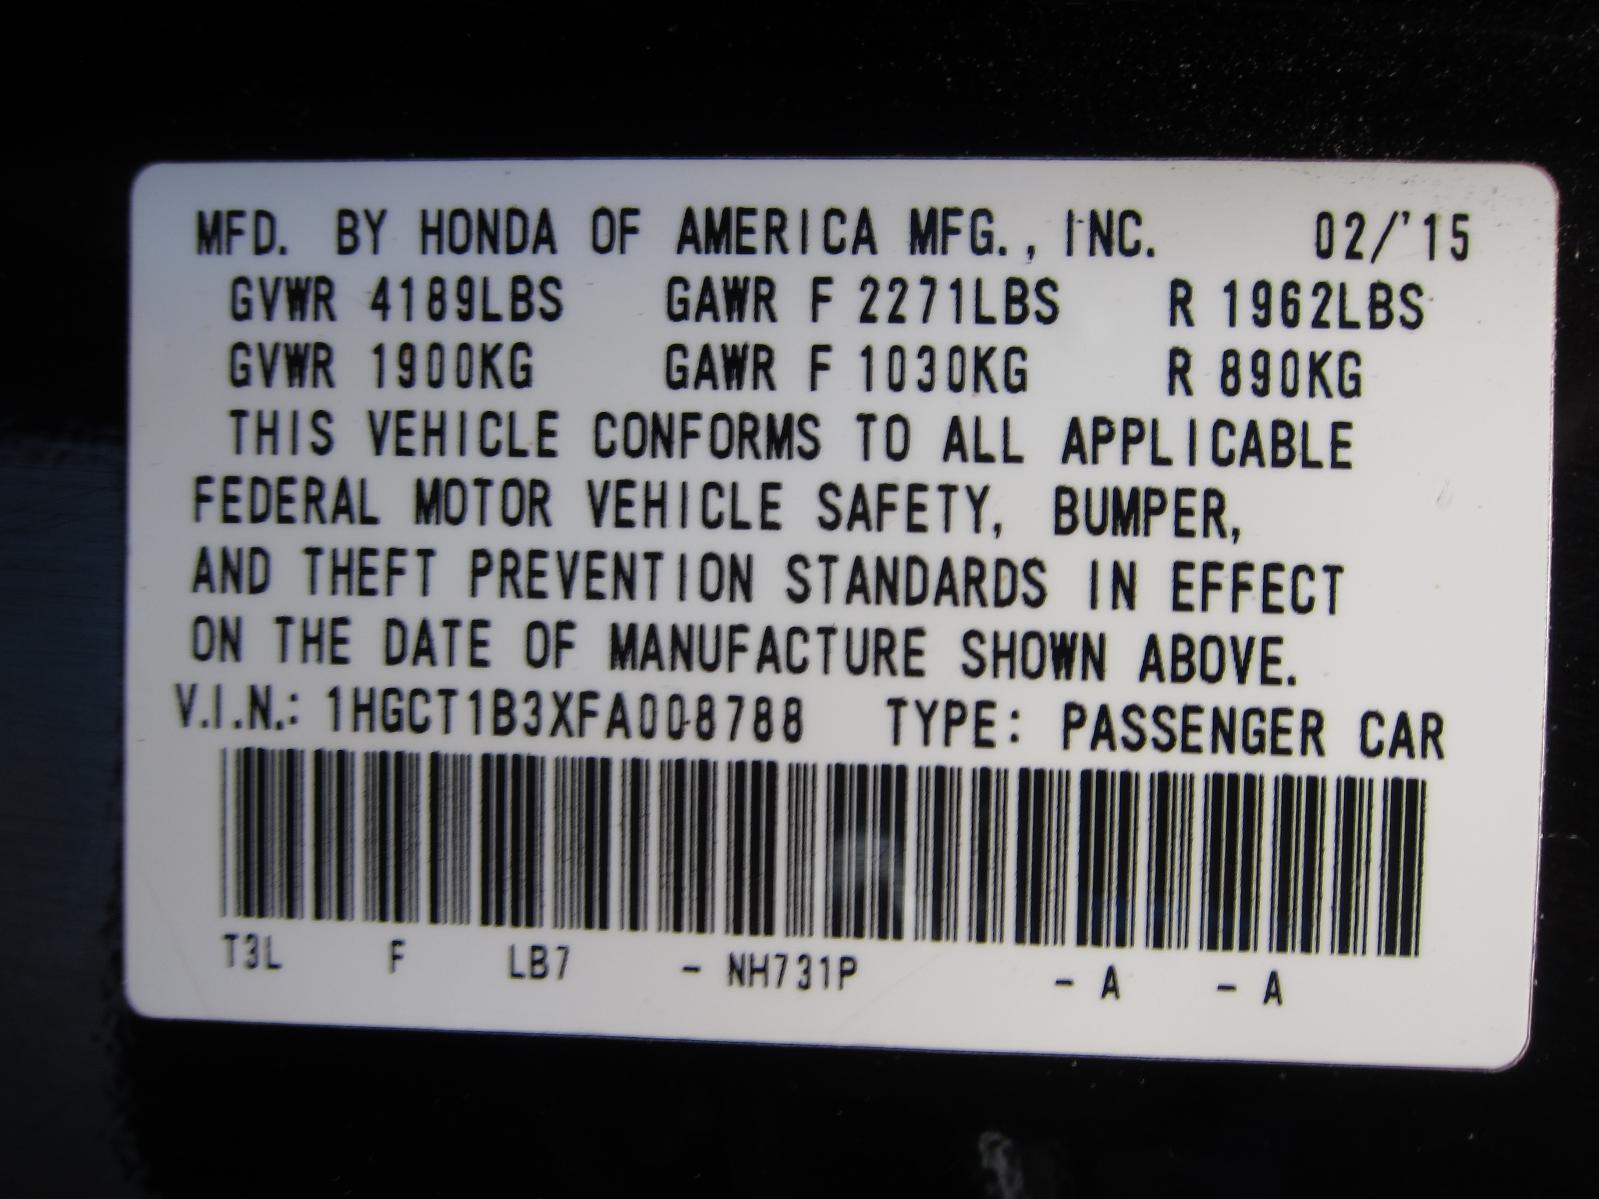 MFD. BY HONDA OF AMERICA MFG., INC. 02/'15
GVWR 4189LBS GAWR F 2271LBS R 1962LBS
GVWR 1900KG GAWR F 1030KG R 890KG
THIS VEHICLE CONFORMS TO ALL APPLICABLE
FEDERAL MOTOR VEHICLE SAFETY, BUMPER,
AND THEFT PREVENTION STANDARDS IN EFFECT
ON THE DATE OF MANUFACTURE SHOWN ABOVE.
V.I.N.: 1HGCT1B3XFA008788 TYPE: PASSENGER CAR
T3L F LB7 - NH731P - A - A